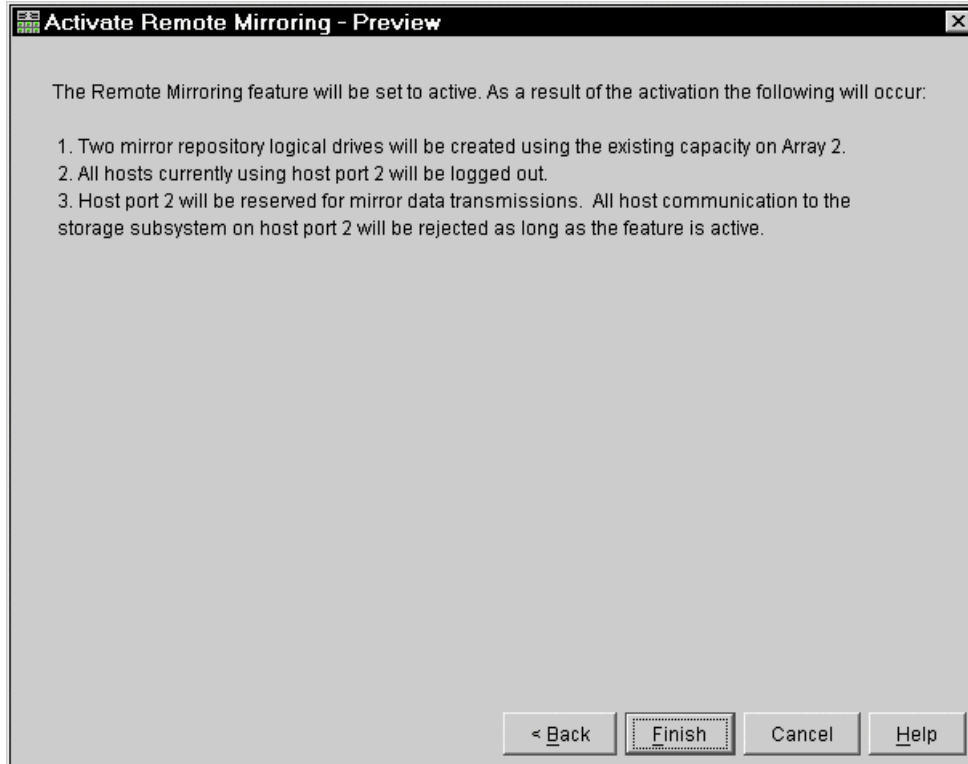 Activate Remote Mirroring - Preview
The Remote Mirroring feature will be set to active. As a result of the activation the following will occur:
1. Two mirror repository logical drives will be created using the existing capacity on Array 2.
2. All hosts currently using host port 2 will be logged out.
3. Host port 2 will be reserved for mirror data transmissions.  All host communication to the
storage subsystem on host port 2 will be rejected as long as the feature is active.
< Back Finish Cancel Help